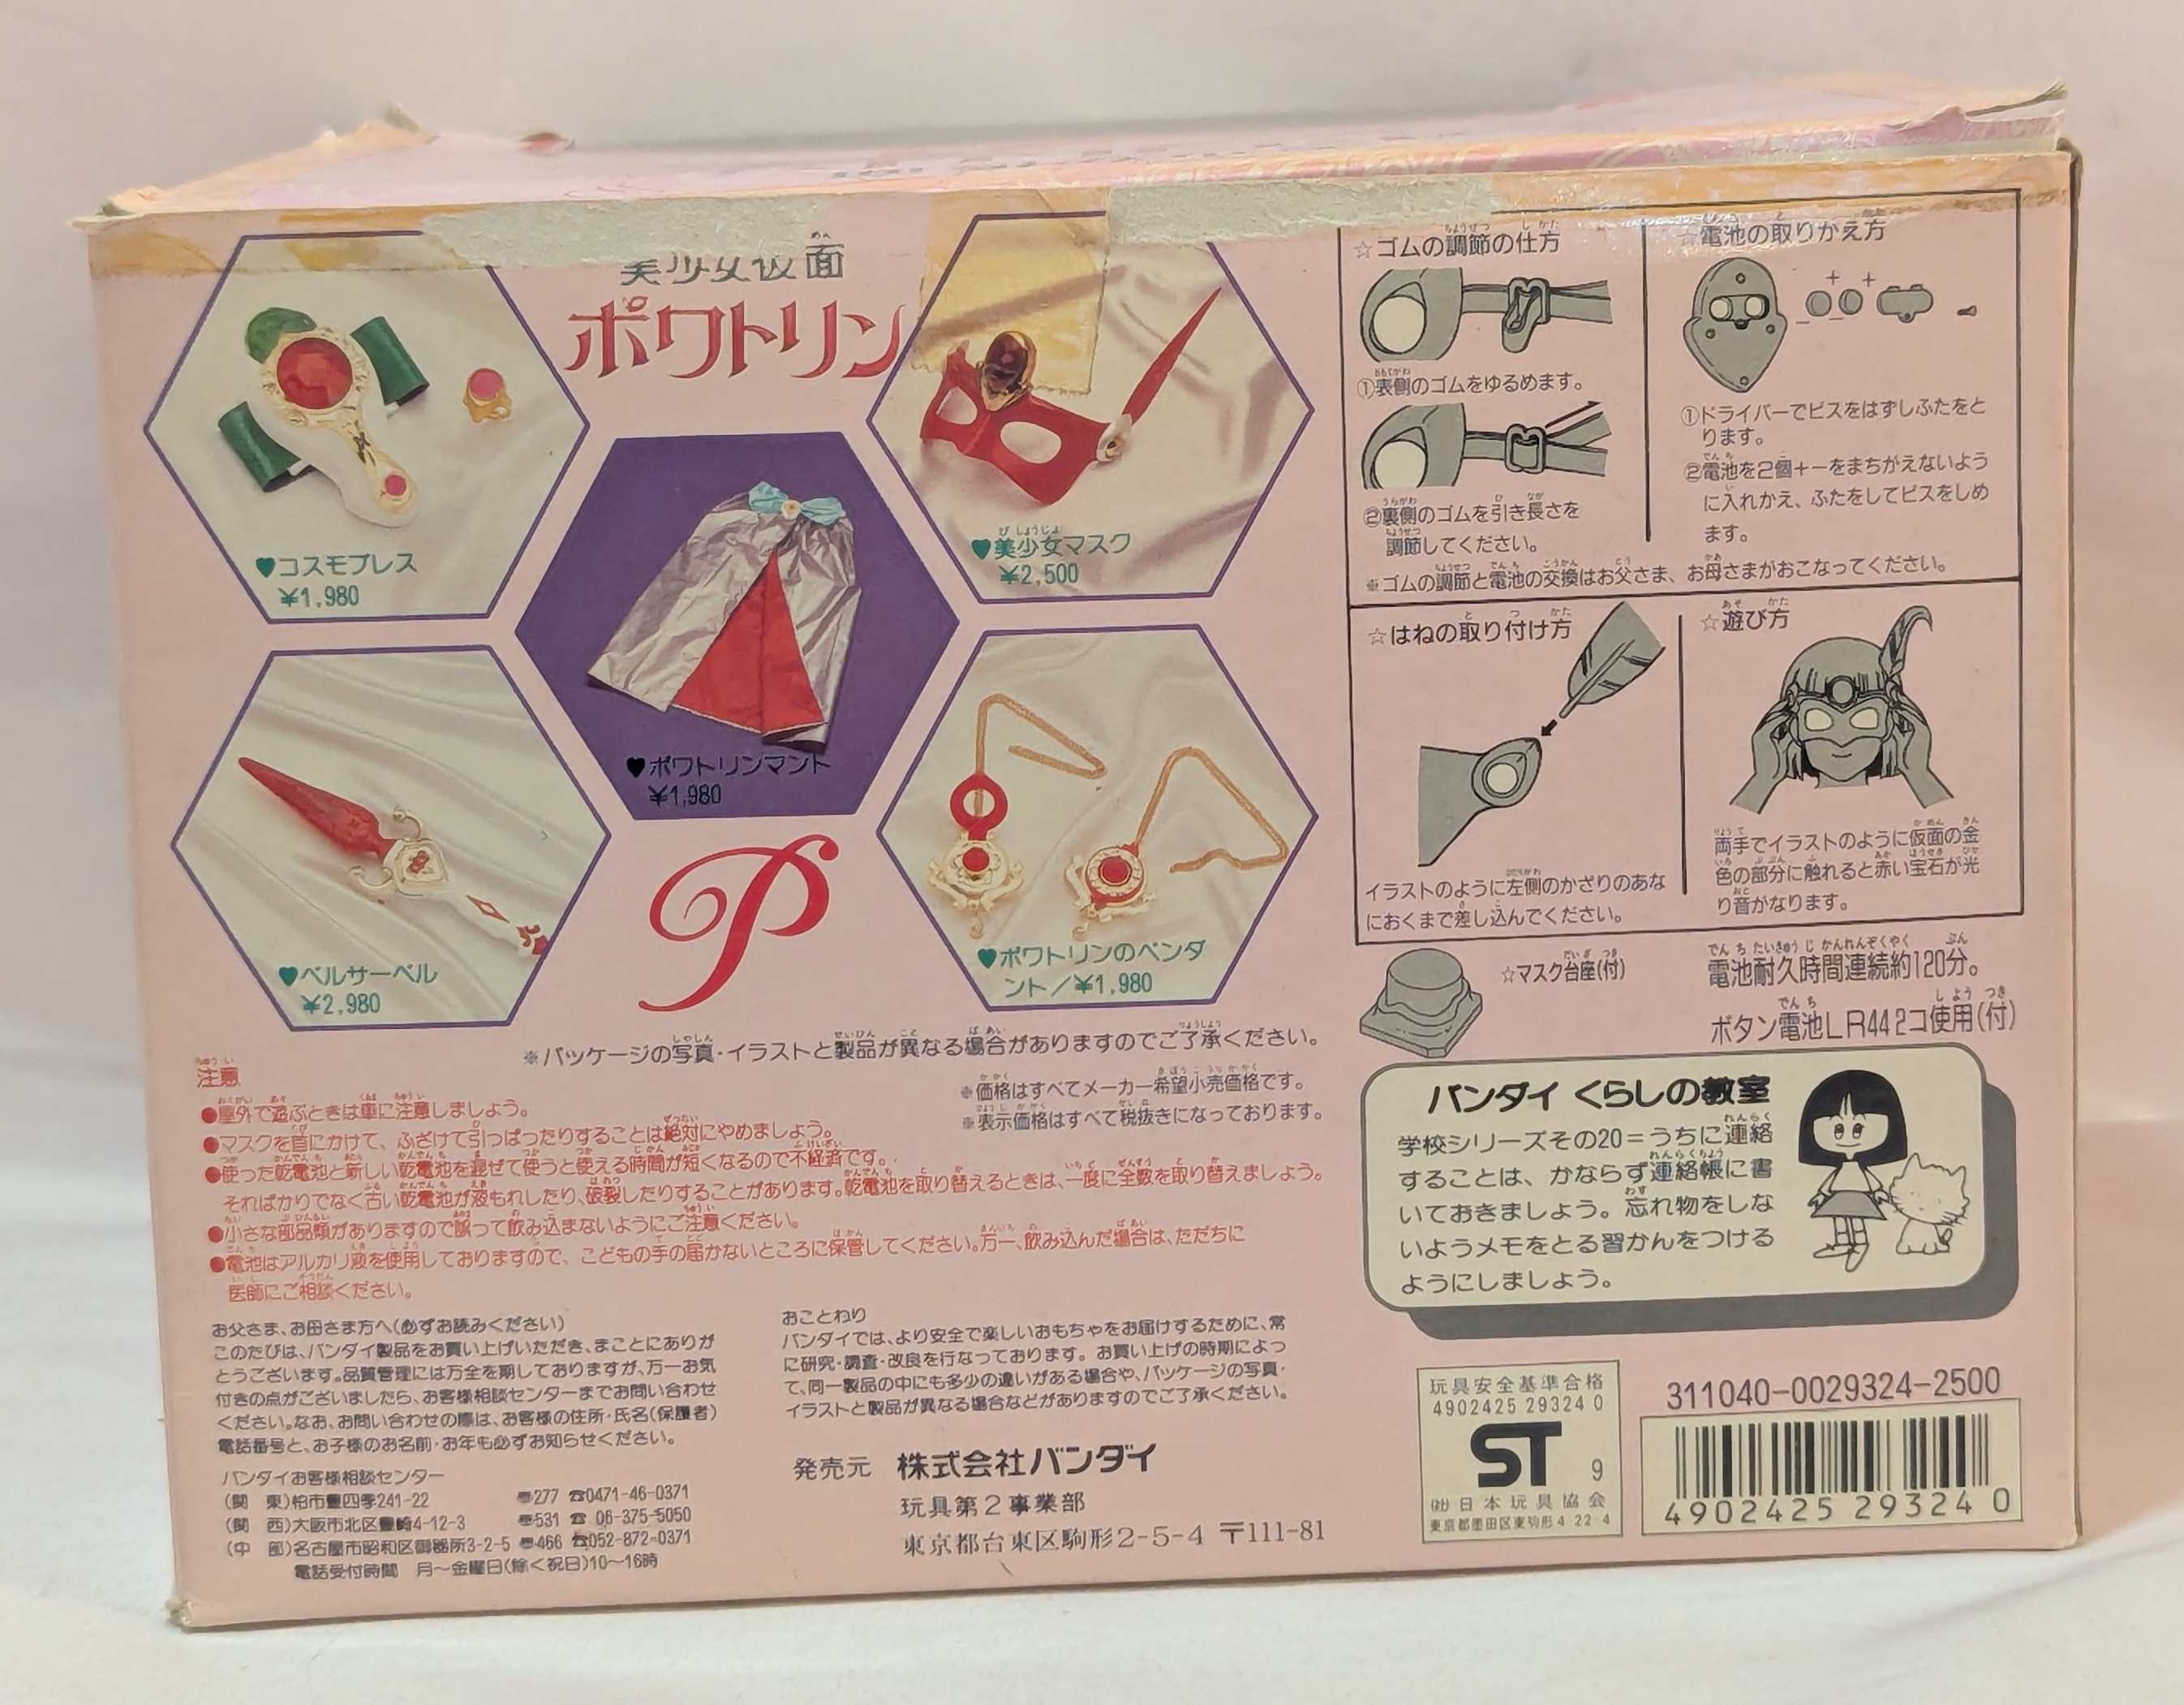 美少女仮面
ポワトリン
♥コスモブレス
¥1,980
♥美少女マスク
¥2,500
♥ポワトリンマント
¥1,980
♥ベルサーベル
¥2,980
♥ポワトリンのペンダ
ント/¥1,980
P
※パッケージの写真・イラストと製品が異なる場合がありますのでご了承ください。
※価格はすべてメーカー希望小売価格です。
※表示価格はすべて税抜きになっております。
注意
●屋外で遊ぶときは車に注意しましょう。
●マスクを首にかけて、ふざけて引っぱったりすることは絶対にやめましょう。
●使った乾電池と新しい乾電池を混ぜて使うと使える時間が短くなるので不経済です。
そればかりでなく古い乾電池が液もれしたり、破裂したりすることがあります。乾電池を取り替えるときは、一度に全数を取り替えましょう。
●小さな部品類がありますので誤って飲み込まないようにご注意ください。
●電池はアルカリ液を使用しておりますので、こどもの手の届かないところに保管してください。万一、飲み込んだ場合は、ただちに
医師にご相談ください。
お父さま、お母さま方へ(必ずお読みください)
このたびは、バンダイ製品をお買い上げいただき、まことにありが
とうございます。品質管理には万全を期しておりますが、万一お気
付きの点がございましたら、お客様相談センターまでお問い合わせ
ください。なお、お問い合わせの際は、お客様の住所・氏名(保護者)
電話番号と、お子様のお名前・お年も必ずお知らせください。
バンダイお客様相談センター
(関 東)柏市豊四季241-22 〠277 ☎0471-46-0371
(関 西)大阪市北区豊崎4-12-3 〠531 ☎06-375-5050
(中 部)名古屋市昭和区御器所3-2-5 〠466 ☎052-872-0371
電話受付時間 月〜金曜日(除く祝日)10〜16時
おことわり
バンダイでは、より安全で楽しいおもちゃをお届けするために、常
に研究・調査・改良を行なっております。お買い上げの時期によっ
て、同一製品の中にも多少の違いがある場合や、パッケージの写真・
イラストと製品が異なる場合などがありますのでご了承ください。
発売元 株式会社バンダイ
玩具第2事業部
東京都台東区駒形2-5-4 〒111-81
☆ゴムの調節の仕方
①表側のゴムをゆるめます。
②裏側のゴムを引き長さを
調節してください。
電池の取りかえ方
①ドライバーでビスをはずしふたをと
ります。
②電池を2個+−をまちがえないよう
に入れかえ、ふたをしてビスをしめ
ます。
※ゴムの調節と電池の交換はお父さま、お母さまがおこなってください。
☆はねの取り付け方
イラストのように左側のかざりのあな
におくまで差し込んでください。
☆遊び方
両手でイラストのように仮面の金
色の部分に触れると赤い宝石が光
り音がなります。
☆マスク台座(付)
電池耐久時間連続約120分。
ボタン電池LR44 2コ使用(付)
バンダイ くらしの教室
学校シリーズその20=うちに連絡
することは、かならず連絡帳に書
いておきましょう。忘れ物をしな
いようメモをとる習かんをつける
ようにしましょう。
玩具安全基準合格
4902425 29324 0
ST 9
(社)日本玩具協会
東京都墨田区東駒形4-22-4
311040-0029324-2500
4902425 29324 0